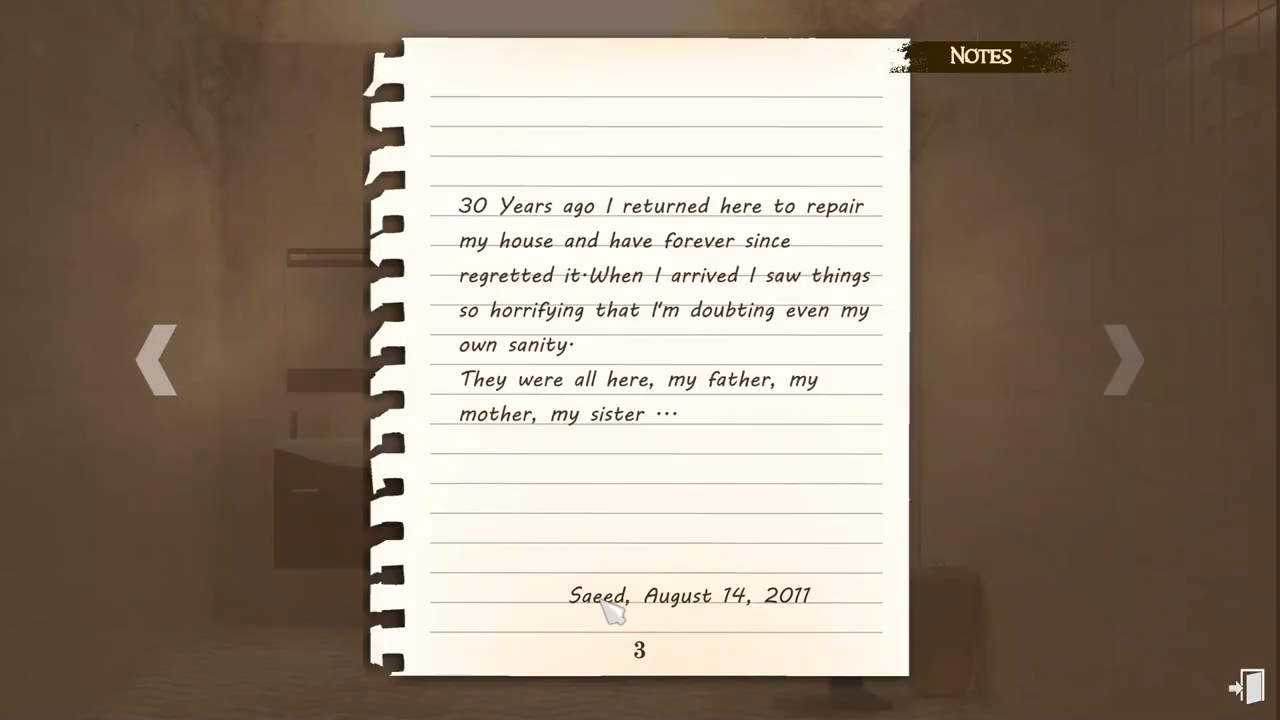 NOTES
30 Years ago I returned here to repair
my house and have forever since
regretted it.When I arrived I saw things
so horrifying that I'm doubting even my
own sanity.
They were all here, my father, my
mother, my sister ...
Saeed, August 14, 2011
3